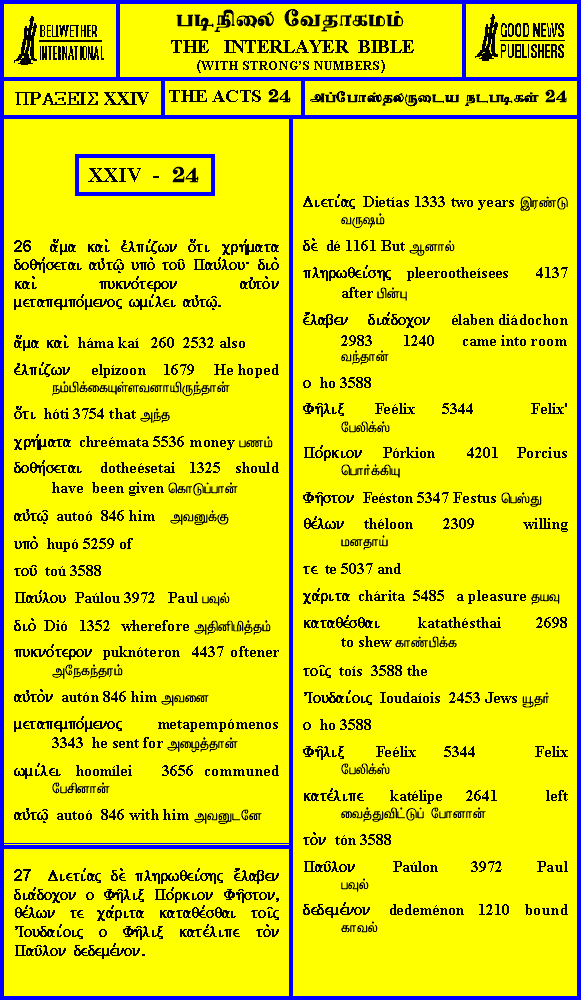 BELLWETHER
INTERNATIONAL
படிநிலை வேதாகமம்
THE INTERLAYER BIBLE
(WITH STRONG'S NUMBERS)
GOOD NEWS
PUBLISHERS
ΠΡΑΞΕΙΣ XXIV
THE ACTS 24
அப்போஸ்தலருடைய நடபடிகள் 24
XXIV - 24
26 ἅμα καὶ ἐλπίζων ὅτι χρήματα
δοθήσεται αὐτῷ ὑπὸ τοῦ Παύλου· διὸ
καὶ πυκνότερον αὐτὸν
μεταπεμπόμενος ωμίλει αὐτῷ.
ἅμα καὶ háma kaí 260 2532 also
ἐλπίζων elpízoon 1679 He hoped
நம்பிக்கையுள்ளவனாயிருந்தான்
ὅτι hóti 3754 that அந்த
χρήματα chreémata 5536 money பணம்
δοθήσεται dotheésetai 1325 should
have been given கொடுப்பான்
αὐτῷ autoó 846 him அவனுக்கு
υπὸ hupó 5259 of
τοῦ toú 3588
Παύλου Paúlou 3972 Paul பவுல்
διὸ Dió 1352 wherefore அதினிமித்தம்
πυκνότερον puknóteron 4437 oftener
அநேகந்தரம்
αὐτὸν autón 846 him அவனை
μεταπεμπόμενος metapempómenos
3343 he sent for அழைத்தான்
ωμίλει hoomílei 3656 communed
பேசினான்
αὐτῷ autoó 846 with him அவனுடனே
27 Διετίας δὲ πληρωθείσης ἔλαβεν
διάδοχον ο Φῆλιξ Πόρκιον Φῆστον,
θέλων τε χάριτα καταθέσθαι τοῖς
Ἰουδαίοις ο Φῆλιξ κατέλιπε τὸν
Παῦλον δεδεμένον.
Διετίας Dietías 1333 two years இரண்டு
வருஷம்
δὲ dé 1161 But ஆனால்
πληρωθείσης pleerootheísees 4137
after பின்பு
ἔλαβεν διάδοχον élaben diádochon
2983 1240 came into room
வந்தான்
ο ho 3588
Φῆλιξ Feélix 5344 Felix'
பேலிக்ஸ்
Πόρκιον Pórkion 4201 Porcius
பொர்க்கியு
Φῆστον Feéston 5347 Festus பெஸ்து
θέλων théloon 2309 willing
மனதாய்
τε te 5037 and
χάριτα chárita 5485 a pleasure தயவு
καταθέσθαι katathésthai 2698
to shew காண்பிக்க
τοῖς toís 3588 the
Ἰουδαίοις Ioudaíois 2453 Jews யூதர்
ο ho 3588
Φῆλιξ Feélix 5344 Felix
பேலிக்ஸ்
κατέλιπε katélipe 2641 left
வைத்துவிட்டுப் போனான்
τὸν tón 3588
Παῦλον Paúlon 3972 Paul
பவுல்
δεδεμένον dedeménon 1210 bound
காவல்